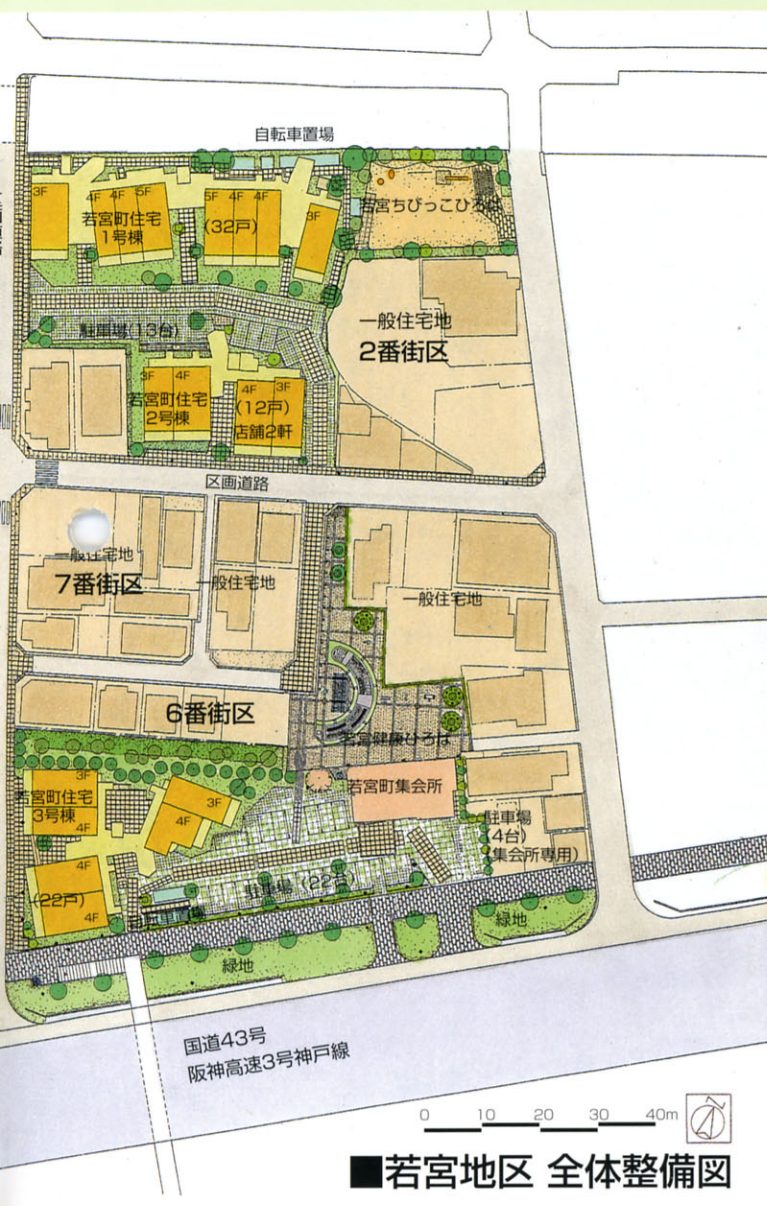 自転車置場
3F
4F
4F
5F
5F
4F
4F
3F
若宮町住宅
1号棟
(32戸)
若宮ちびっこひろば
一般住宅地
2番街区
駐車場(13台)
3F
4F
4F
3F
若宮町住宅
2号棟
(12戸)
店舗2軒
区画道路
一般住宅地
7番街区
一般住宅地
一般住宅地
6番街区
若宮健康ひろば
3F
若宮町住宅
3号棟
4F
3F
4F
若宮町集会所
駐車場
(4台)
(集会所専用)
4F
(22戸)
4F
駐車場(22台)
自転車置場
緑地
緑地
国道43号
阪神高速3号神戸線
0 10 20 30 40m
■若宮地区 全体整備図